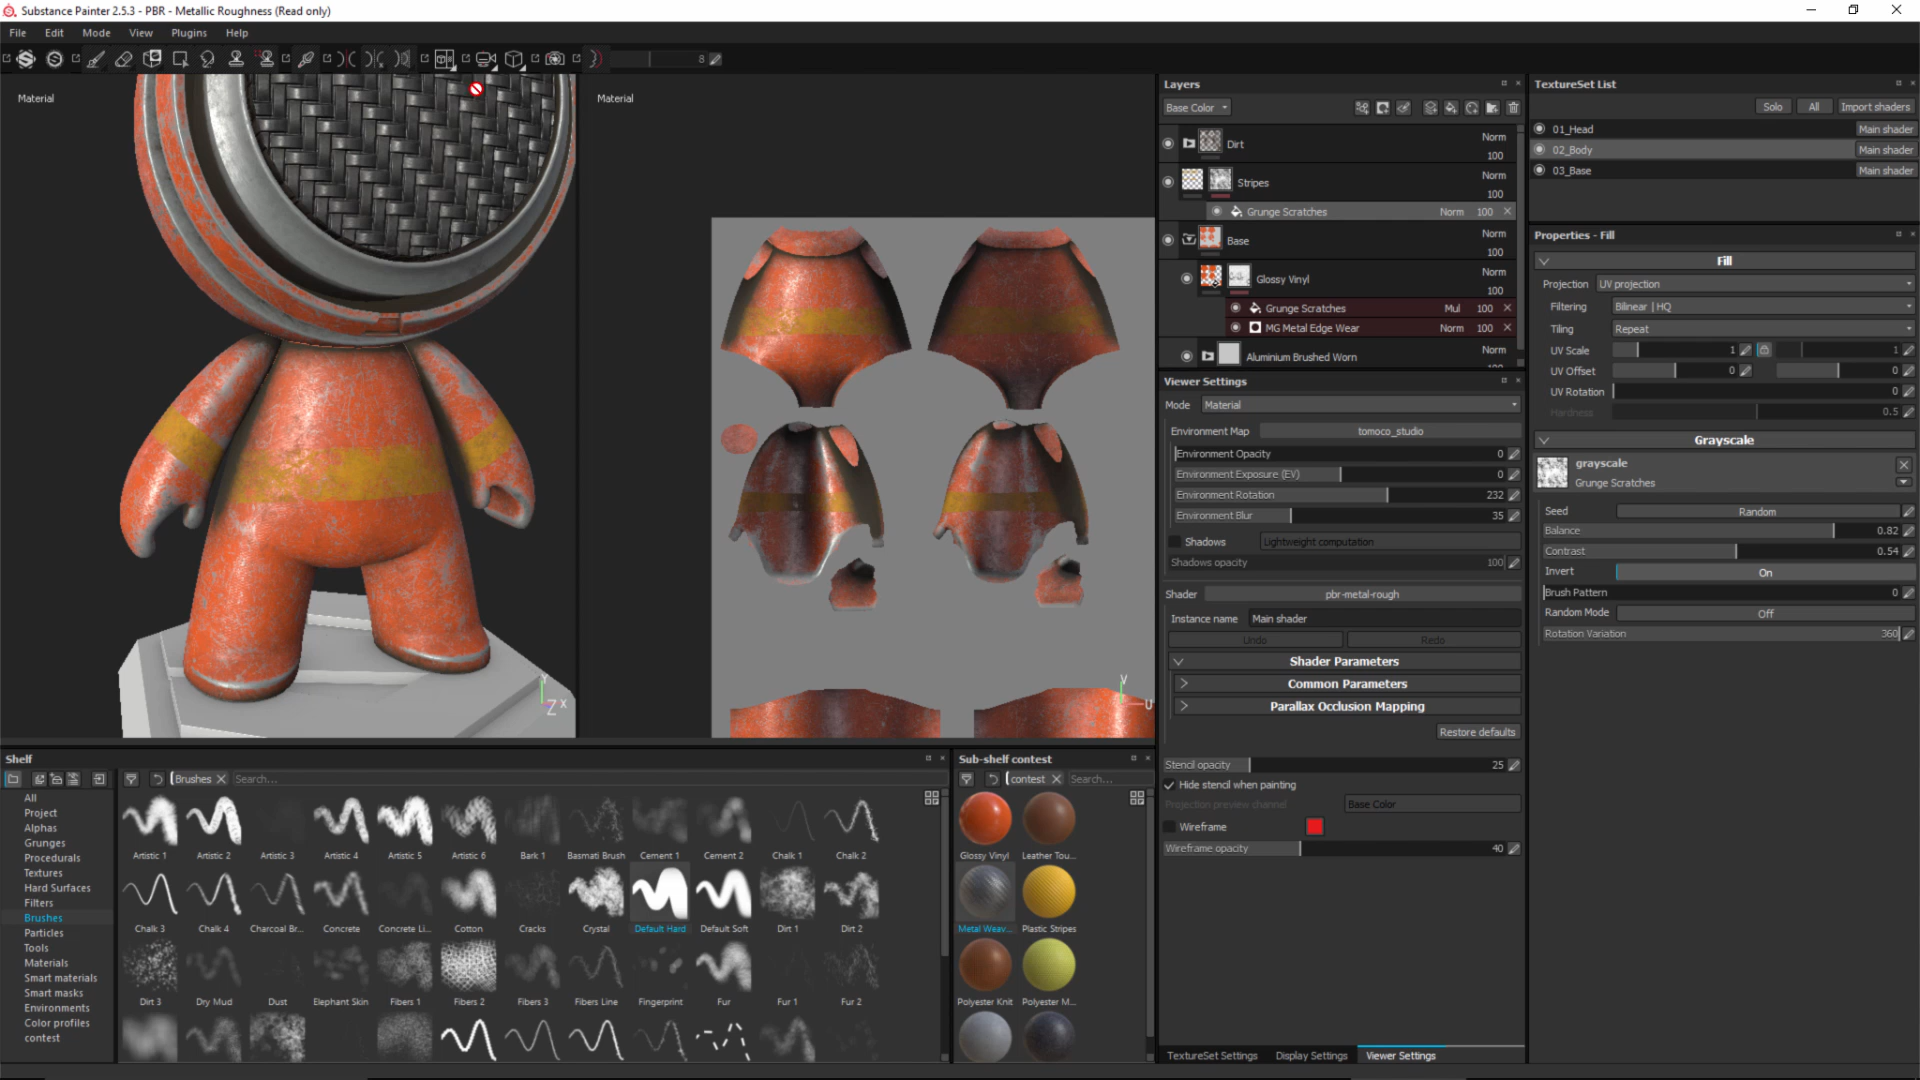 Substance Painter 2.5.3 - PBR - Metallic Roughness (Read only)
File Edit Mode View Plugins Help
8
Material
Material
Y
Z X
V
U
Layers
Base Color
Dirt Norm 100
Stripes Norm 100
Grunge Scratches Norm 100
Base Norm 100
Glossy Vinyl Norm 100
Grunge Scratches Mul 100
MG Metal Edge Wear Norm 100
Aluminium Brushed Worn Norm
Viewer Settings
Mode Material
Environment Map tomoco_studio
Environment Opacity 0
Environment Exposure (EV) 0
Environment Rotation 232
Environment Blur 35
Shadows Lightweight computation
Shadows opacity 100
Shader pbr-metal-rough
Instance name Main shader
Undo Redo
Shader Parameters
Common Parameters
Parallax Occlusion Mapping
Restore defaults
Stencil opacity 25
Hide stencil when painting
Projection preview channel Base Color
Wireframe
Wireframe opacity 40
TextureSet Settings Display Settings Viewer Settings
TextureSet List
Solo All Import shaders
01_Head Main shader
02_Body Main shader
03_Base Main shader
Properties - Fill
Fill
Projection UV projection
Filtering Bilinear | HQ
Tiling Repeat
UV Scale 1 1
UV Offset 0 0
UV Rotation 0
Hardness 0.5
Grayscale
grayscale
Grunge Scratches
Seed Random
Balance 0.82
Contrast 0.54
Invert On
Brush Pattern 0
Random Mode Off
Rotation Variation 360
Shelf
Brushes Search...
All
Project
Alphas
Grunges
Procedurals
Textures
Hard Surfaces
Filters
Brushes
Particles
Tools
Materials
Smart materials
Smart masks
Environments
Color profiles
contest
Artistic 1 Artistic 2 Artistic 3 Artistic 4 Artistic 5 Artistic 6 Bark 1 Basmati Brush Cement 1 Cement 2 Chalk 1 Chalk 2
Chalk 3 Chalk 4 Charcoal Br... Concrete Concrete Li... Cotton Cracks Crystal Default Hard Default Soft Dirt 1 Dirt 2
Dirt 3 Dry Mud Dust Elephant Skin Fibers 1 Fibers 2 Fibers 3 Fibers Line Fingerprint Fur Fur 1 Fur 2
Sub-shelf contest
contest Search...
Glossy Vinyl Leather Tou...
Metal Weav... Plastic Stripes
Polyester Knit Polyester M...